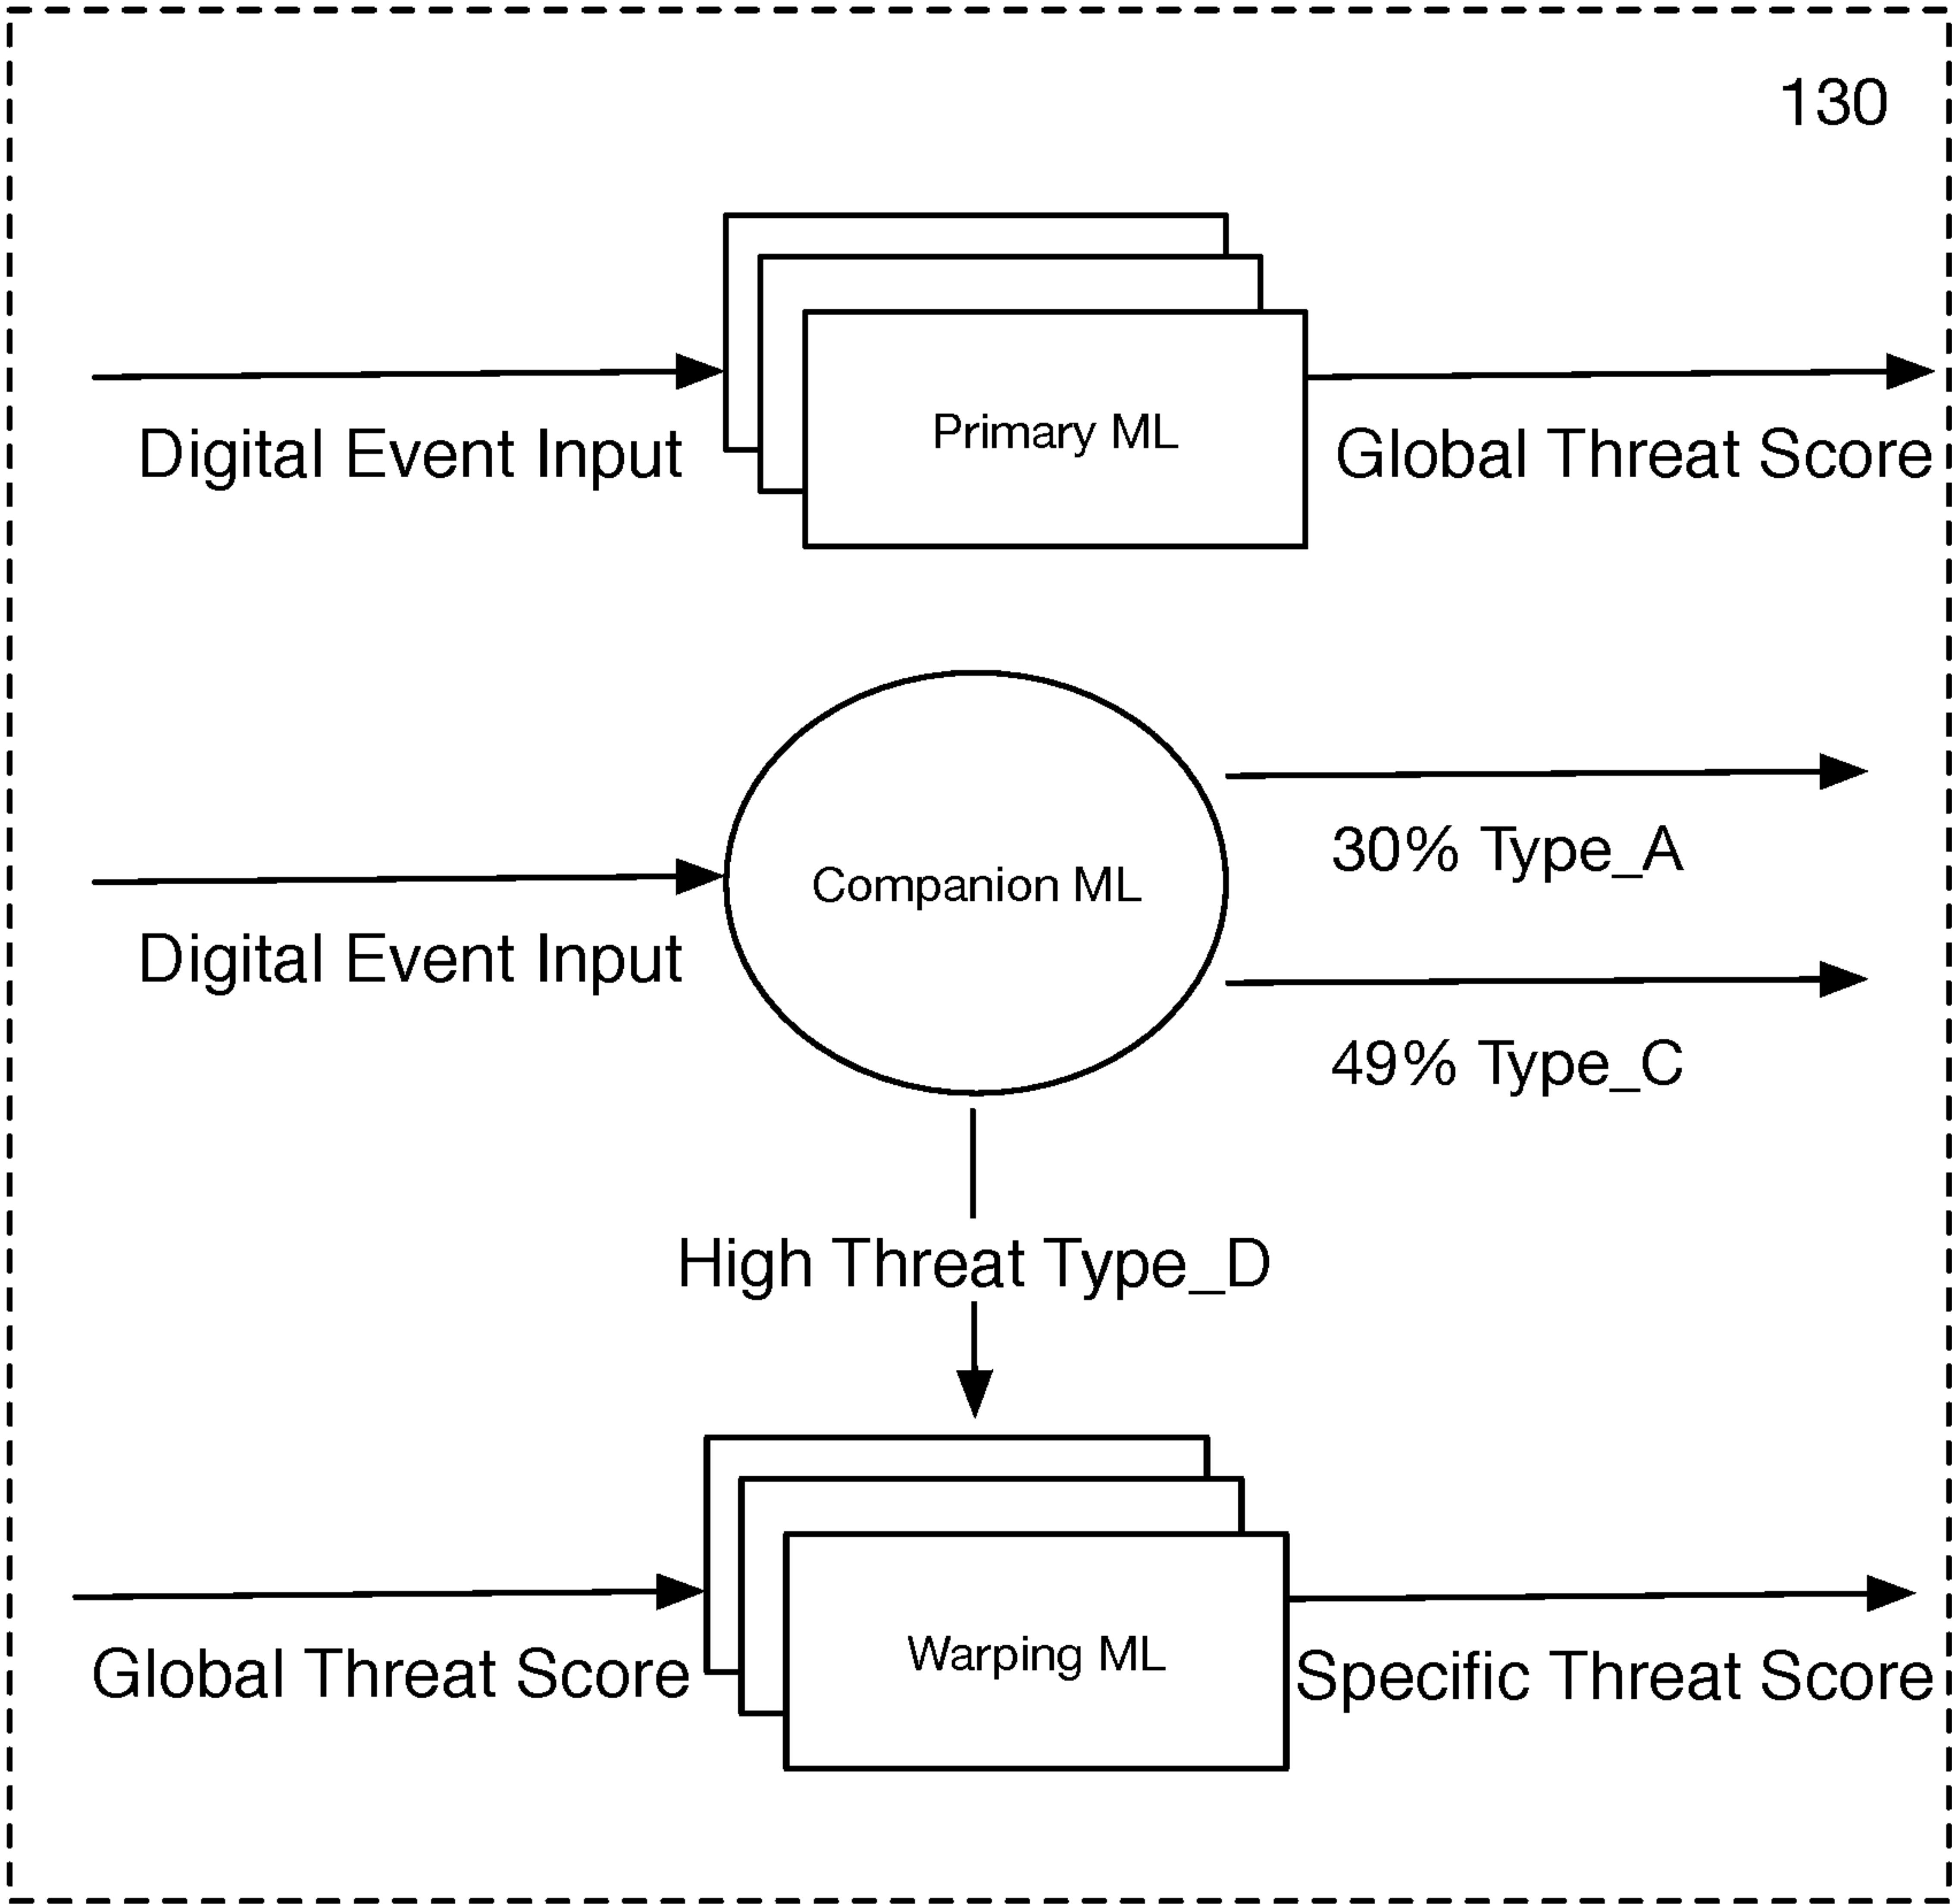 130
Primary ML
Digital Event Input
Global Threat Score
30% Type_A
Companion ML
Digital Event Input
49% Type_C
High Threat Type_D
Warping ML
Global Threat Score
Specific Threat Score